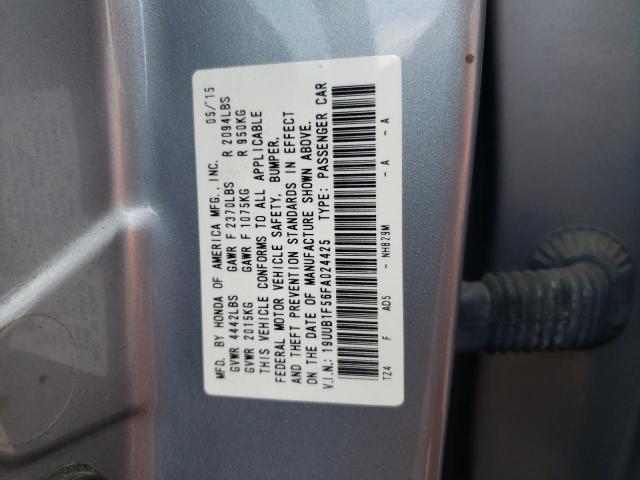 MFD. BY HONDA OF AMERICA MFG., INC. 05/'15
GVWR 4442LBS GAWR F 2370LBS R 2094LBS
GVWR 2015KG GAWR F 1075KG R 950KG
THIS VEHICLE CONFORMS TO ALL APPLICABLE
FEDERAL MOTOR VEHICLE SAFETY, BUMPER,
AND THEFT PREVENTION STANDARDS IN EFFECT
ON THE DATE OF MANUFACTURE SHOWN ABOVE.
V.I.N.: 19UUB1F56FA024425 TYPE: PASSENGER CAR
TZ4 F AD5 NH829M - A - A